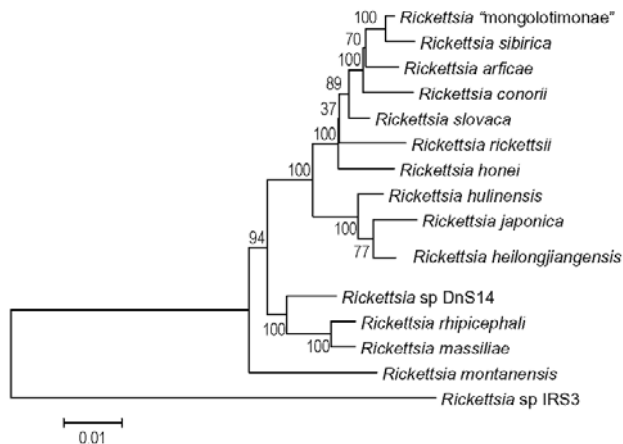 100
Rickettsia “mongolotimonae”
70
Rickettsia sibirica
100
Rickettsia arficae
89
Rickettsia conorii
37
Rickettsia slovaca
100
Rickettsia rickettsii
100
Rickettsia honei
Rickettsia hulinensis
100
Rickettsia japonica
94
77
Rickettsia heilongjiangensis
Rickettsia sp DnS14
100
Rickettsia rhipicephali
100
Rickettsia massiliae
Rickettsia montanensis
Rickettsia sp IRS3
0.01